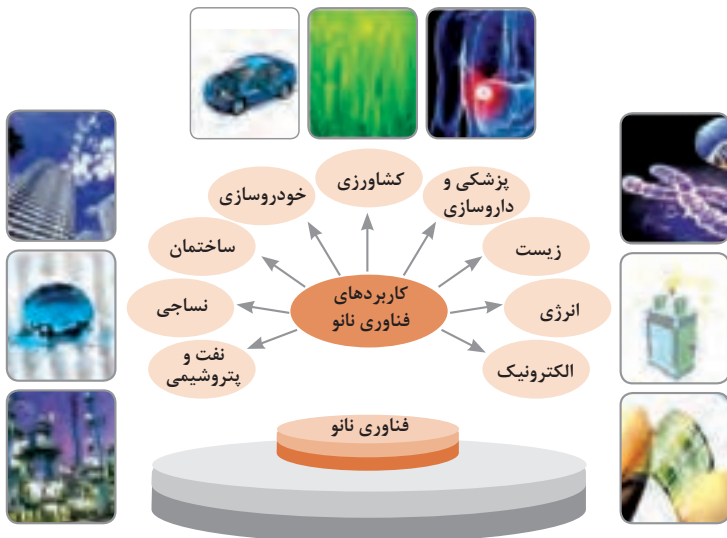 کشاورزی
پزشکی و
داروسازی
خودروسازی
زیست
ساختمان
کاربردهای
فناوری نانو
انرژی
نساجی
الکترونیک
نفت و
پتروشیمی
فناوری نانو